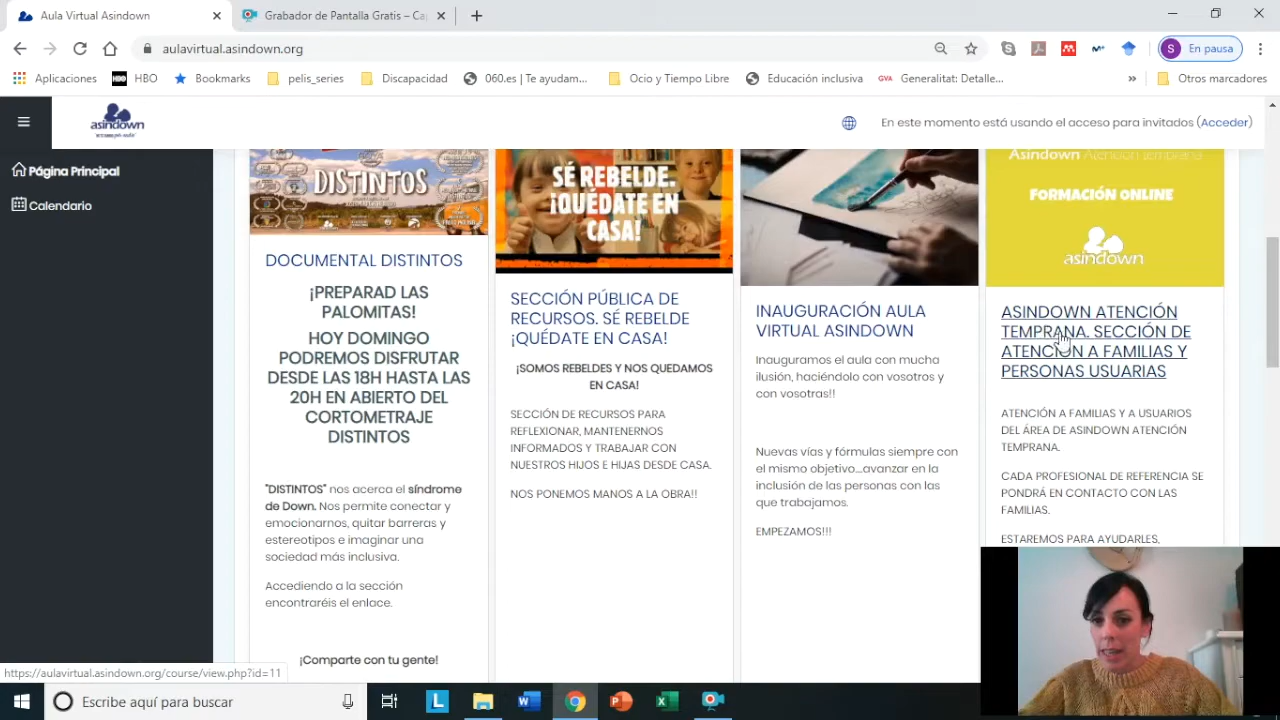 Aula Virtual Asindown
Grabador de Pantalla Gratis – Ca
aulavirtual.asindown.org
En pausa
Aplicaciones
HBO
Bookmarks
pelis_series
Discapacidad
060.es | Te ayudam...
Ocio y Tiempo Libre
Educación inclusiva
GVA
Generalitat: Detalle...
»
Otros marcadores
asindown
En este momento está usando el acceso para invitados (Acceder)
Página Principal
Calendario
DISTINTOS
DOCUMENTAL DISTINTOS
¡PREPARAD LAS
PALOMITAS!
HOY DOMINGO
PODREMOS DISFRUTAR
DESDE LAS 18H HASTA LAS
20H EN ABIERTO DEL
CORTOMETRAJE
DISTINTOS
"DISTINTOS" nos acerca el síndrome
de Down. Nos permite conectar y
emocionarnos, quitar barreras y
estereotipos e imaginar una
sociedad más inclusiva.
Accediendo a la sección
encontraréis el enlace.
¡Comparte con tu gente!
SÉ REBELDE.
¡QUÉDATE EN
CASA!
SECCIÓN PÚBLICA DE
RECURSOS. SÉ REBELDE
¡QUÉDATE EN CASA!
¡SOMOS REBELDES Y NOS QUEDAMOS
EN CASA!
SECCIÓN DE RECURSOS PARA
REFLEXIONAR, MANTENERNOS
INFORMADOS Y TRABAJAR CON
NUESTROS HIJOS E HIJAS DESDE CASA.
NOS PONEMOS MANOS A LA OBRA!!
INAUGURACIÓN AULA
VIRTUAL ASINDOWN
Inauguramos el aula con mucha
ilusión, haciéndolo con vosotros y
con vosotras!!
Nuevas vías y fórmulas siempre con
el mismo objetivo....avanzar en la
inclusión de las personas con las
que trabajamos.
EMPEZAMOS!!!
Asindown Atención Temprana
FORMACIÓN ONLINE
asindown
ASINDOWN ATENCIÓN
TEMPRANA. SECCIÓN DE
ATENCIÓN A FAMILIAS Y
PERSONAS USUARIAS
ATENCIÓN A FAMILIAS Y A USUARIOS
DEL ÁREA DE ASINDOWN ATENCIÓN
TEMPRANA.
CADA PROFESIONAL DE REFERENCIA SE
PONDRÁ EN CONTACTO CON LAS
FAMILIAS.
ESTAREMOS PARA AYUDARLES,
https://aulavirtual.asindown.org/course/view.php?id=11
Escribe aquí para buscar